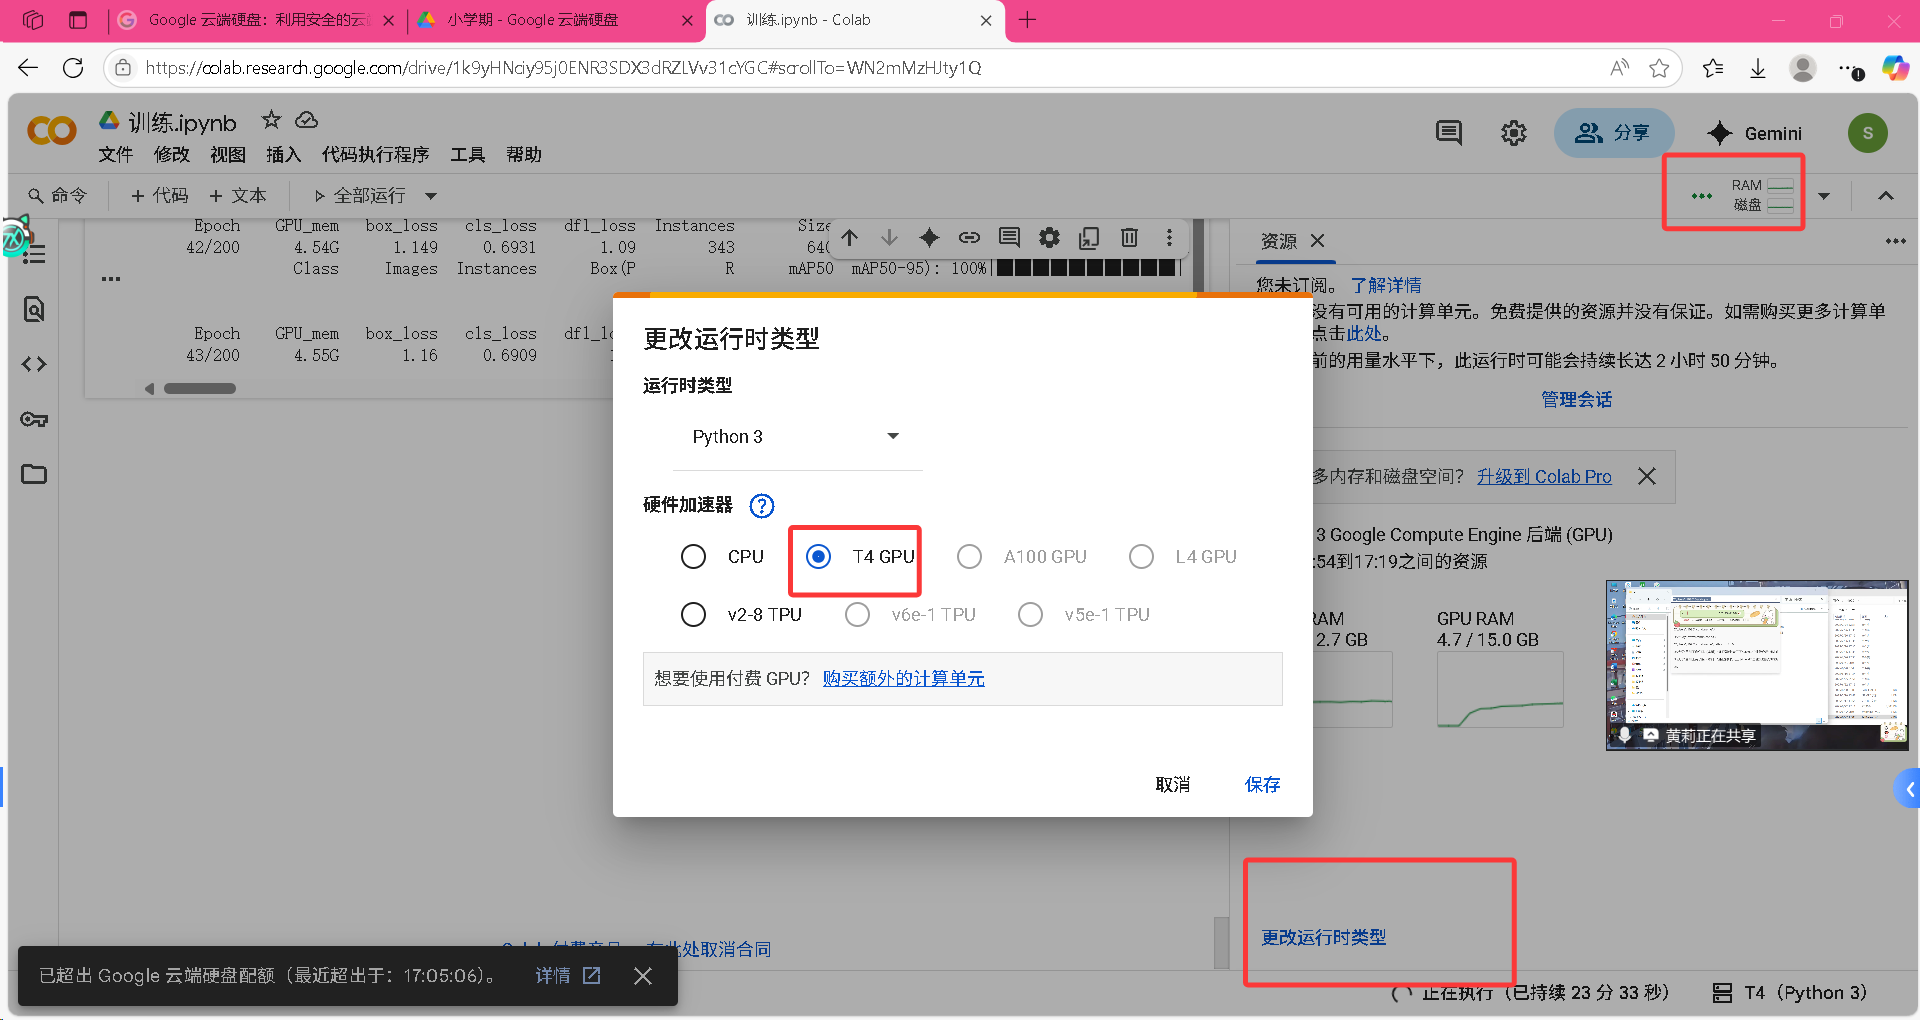 Google 云端硬盘：利用安全的云
小学期 - Google 云端硬盘
训练.ipynb - Colab
https://colab.research.google.com/drive/1k9yHNdiy95j0ENR3SDX3dRZLVv31cYGC#scrollTo=WN2mMzHJty1Q
训练.ipynb
文件 修改 视图 插入 代码执行程序 工具 帮助
分享
Gemini
S
命令 + 代码 + 文本 全部运行
RAM
磁盘
Epoch GPU_mem box_loss cls_loss dfl_loss Instances Size
42/200 4.54G 1.149 0.6931 1.09 343 640
Class Images Instances Box(P R mAP50 mAP50-95): 100%
Epoch GPU_mem box_loss cls_loss dfl_lo
43/200 4.55G 1.16 0.6909
资源
您未订阅。 了解详情
没有可用的计算单元。免费提供的资源并没有保证。如需购买更多计算单
点击此处。
前的用量水平下，此运行时可能会持续长达 2 小时 50 分钟。
管理会话
多内存和磁盘空间？ 升级到 Colab Pro
3 Google Compute Engine 后端 (GPU)
:54到17:19之间的资源
RAM
2.7 GB
GPU RAM
4.7 / 15.0 GB
黄莉正在共享
更改运行时类型
运行时类型
Python 3
硬件加速器
CPU T4 GPU A100 GPU L4 GPU
v2-8 TPU v6e-1 TPU v5e-1 TPU
想要使用付费 GPU？ 购买额外的计算单元
取消 保存
在此处取消合同
更改运行时类型
已超出 Google 云端硬盘配额（最近超出于：17:05:06）。 详情
正在执行（已持续 23 分 33 秒）
T4（Python 3）